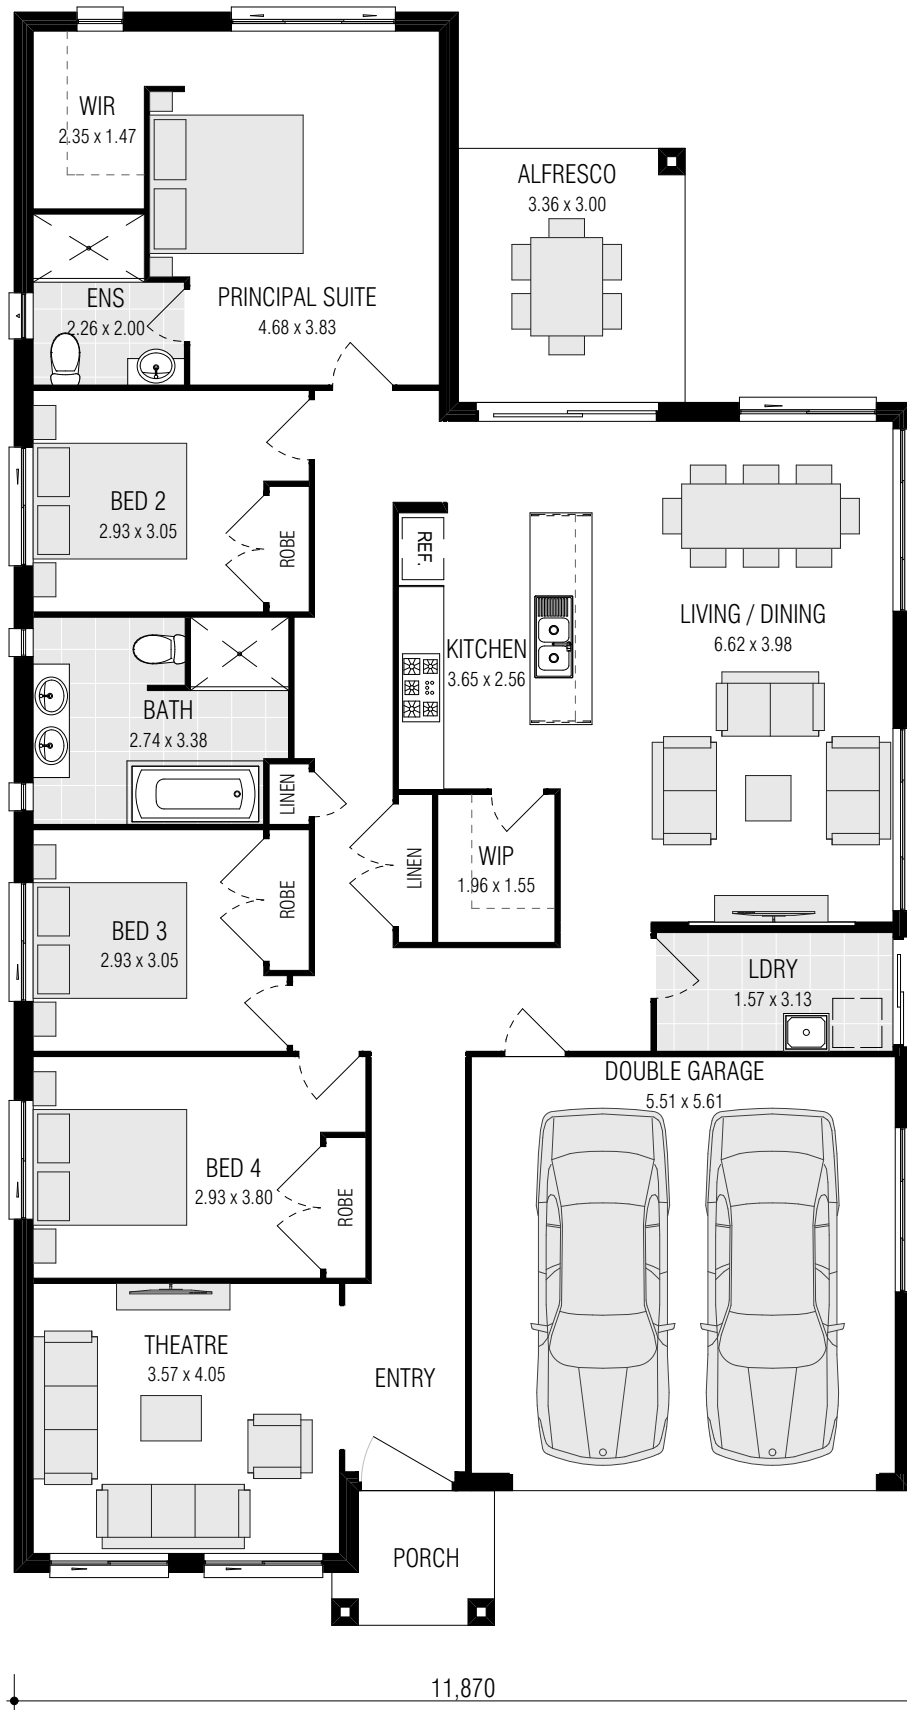 WIR
2.35 x 1.47
ALFRESCO
3.36 x 3.00
ENS
2.26 x 2.00
PRINCIPAL SUITE
4.68 x 3.83
BED 2
2.93 x 3.05
ROBE
REF.
LIVING / DINING
6.62 x 3.98
KITCHEN
3.65 x 2.56
BATH
2.74 x 3.38
LINEN
LINEN
WIP
1.96 x 1.55
ROBE
BED 3
2.93 x 3.05
LDRY
1.57 x 3.13
DOUBLE GARAGE
5.51 x 5.61
BED 4
2.93 x 3.80
ROBE
THEATRE
3.57 x 4.05
ENTRY
PORCH
11,870